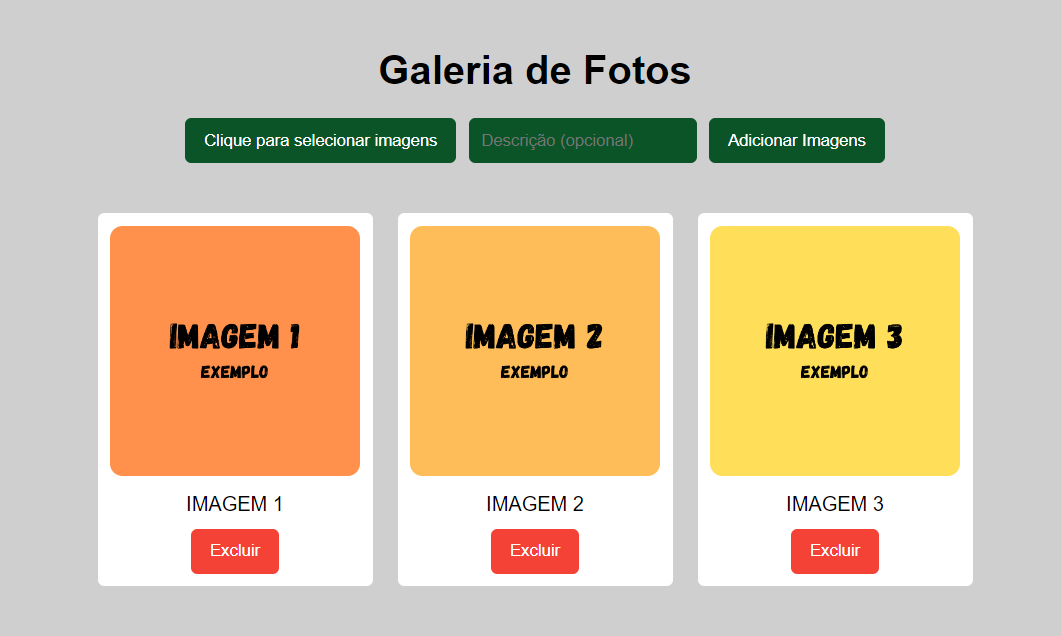 Galeria de Fotos
Clique para selecionar imagens Descrição (opcional) Adicionar Imagens
IMAGEM 1 IMAGEM 2 IMAGEM 3
EXEMPLO EXEMPLO EXEMPLO
IMAGEM 1 IMAGEM 2 IMAGEM 3
Excluir Excluir Excluir